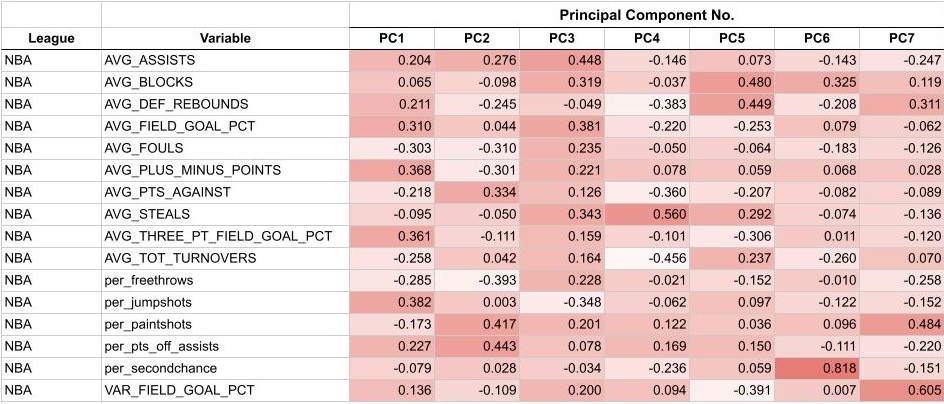 Principal Component No.
League Variable PC1 PC2 PC3 PC4 PC5 PC6 PC7
NBA AVG_ASSISTS 0.204 0.276 0.448 -0.146 0.073 -0.143 -0.247
NBA AVG_BLOCKS 0.065 -0.098 0.319 -0.037 0.480 0.325 0.119
NBA AVG_DEF_REBOUNDS 0.211 -0.245 -0.049 -0.383 0.449 -0.208 0.311
NBA AVG_FIELD_GOAL_PCT 0.310 0.044 0.381 -0.220 -0.253 0.079 -0.062
NBA AVG_FOULS -0.303 -0.310 0.235 -0.050 -0.064 -0.183 -0.126
NBA AVG_PLUS_MINUS_POINTS 0.368 -0.301 0.221 0.078 0.059 0.068 0.028
NBA AVG_PTS_AGAINST -0.218 0.334 0.126 -0.360 -0.207 -0.082 -0.089
NBA AVG_STEALS -0.095 -0.050 0.343 0.560 0.292 -0.074 -0.136
NBA AVG_THREE_PT_FIELD_GOAL_PCT 0.361 -0.111 0.159 -0.101 -0.306 0.011 -0.120
NBA AVG_TOT_TURNOVERS -0.258 0.042 0.164 -0.456 0.237 -0.260 0.070
NBA per_freethrows -0.285 -0.393 0.228 -0.021 -0.152 -0.010 -0.258
NBA per_jumpshots 0.382 0.003 -0.348 -0.062 0.097 -0.122 -0.152
NBA per_paintshots -0.173 0.417 0.201 0.122 0.036 0.096 0.484
NBA per_pts_off_assists 0.227 0.443 0.078 0.169 0.150 -0.111 -0.220
NBA per_secondchance -0.079 0.028 -0.034 -0.236 0.059 0.818 -0.151
NBA VAR_FIELD_GOAL_PCT 0.136 -0.109 0.200 0.094 -0.391 0.007 0.605